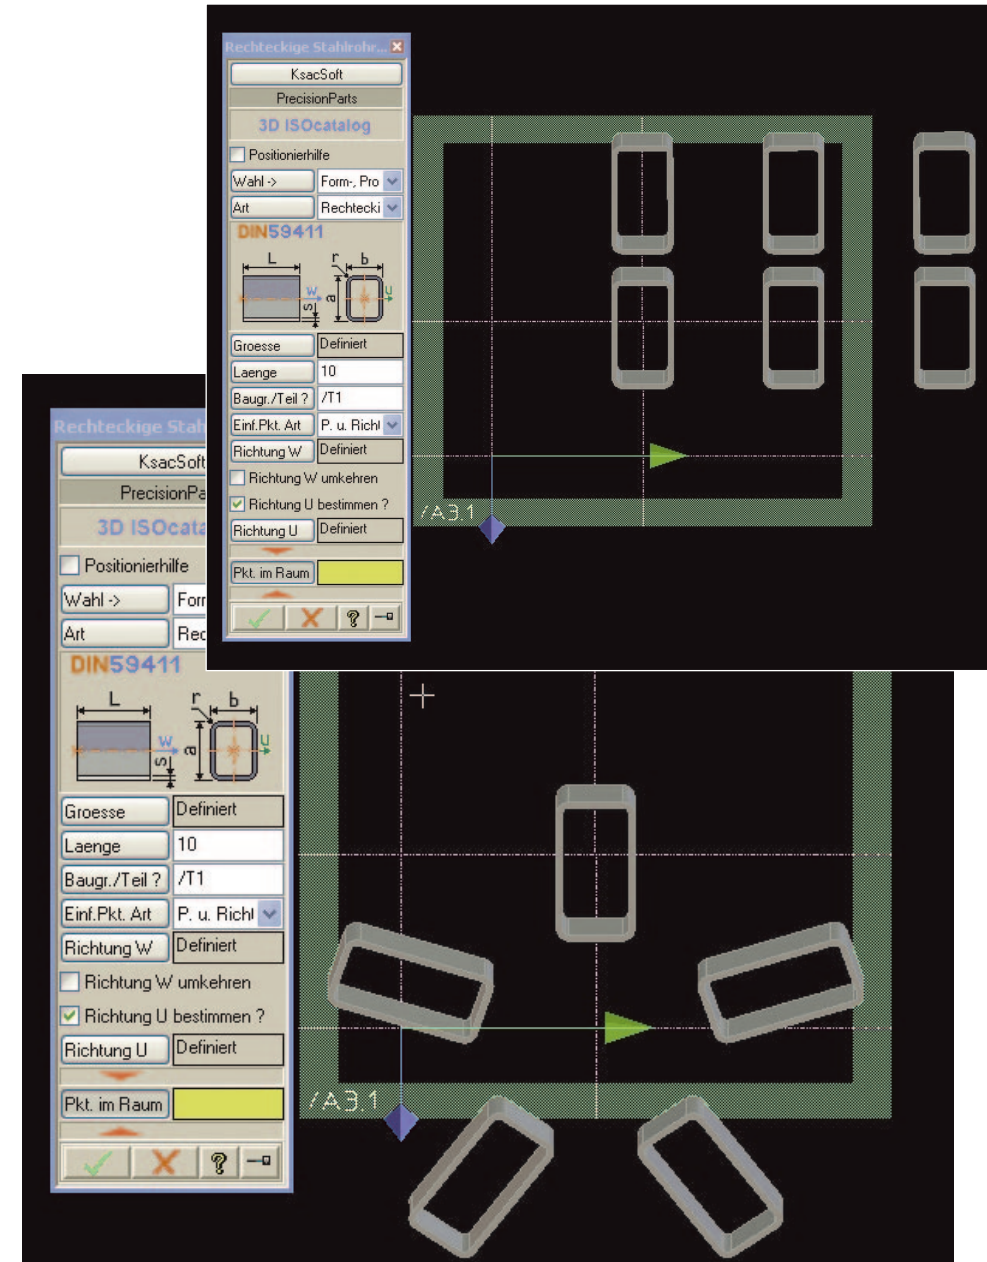 Rechteckige Stahlrohr...
KsacSoft
PrecisionParts
3D ISOcatalog
Positionierhilfe
Wahl -> Form-, Pro
Art Rechtecki
DIN59411
L r b
w a u
s
Groesse Definiert
Laenge 10
Baugr./Teil ? /T1
Einf.Pkt. Art P. u. Richt
Richtung W Definiert
Richtung W umkehren
Richtung U bestimmen ?
Richtung U Definiert
Pkt. im Raum
/A3.1
Rechteckige Stah
KsacSoft
PrecisionPa
3D ISOcata
Positionierhilfe
Wahl -> For
Art Rec
DIN59411
L r b
w a u
s
Groesse Definiert
Laenge 10
Baugr./Teil ? /T1
Einf.Pkt. Art P. u. Richt
Richtung W Definiert
Richtung W umkehren
Richtung U bestimmen ?
Richtung U Definiert
Pkt. im Raum
/A3.1